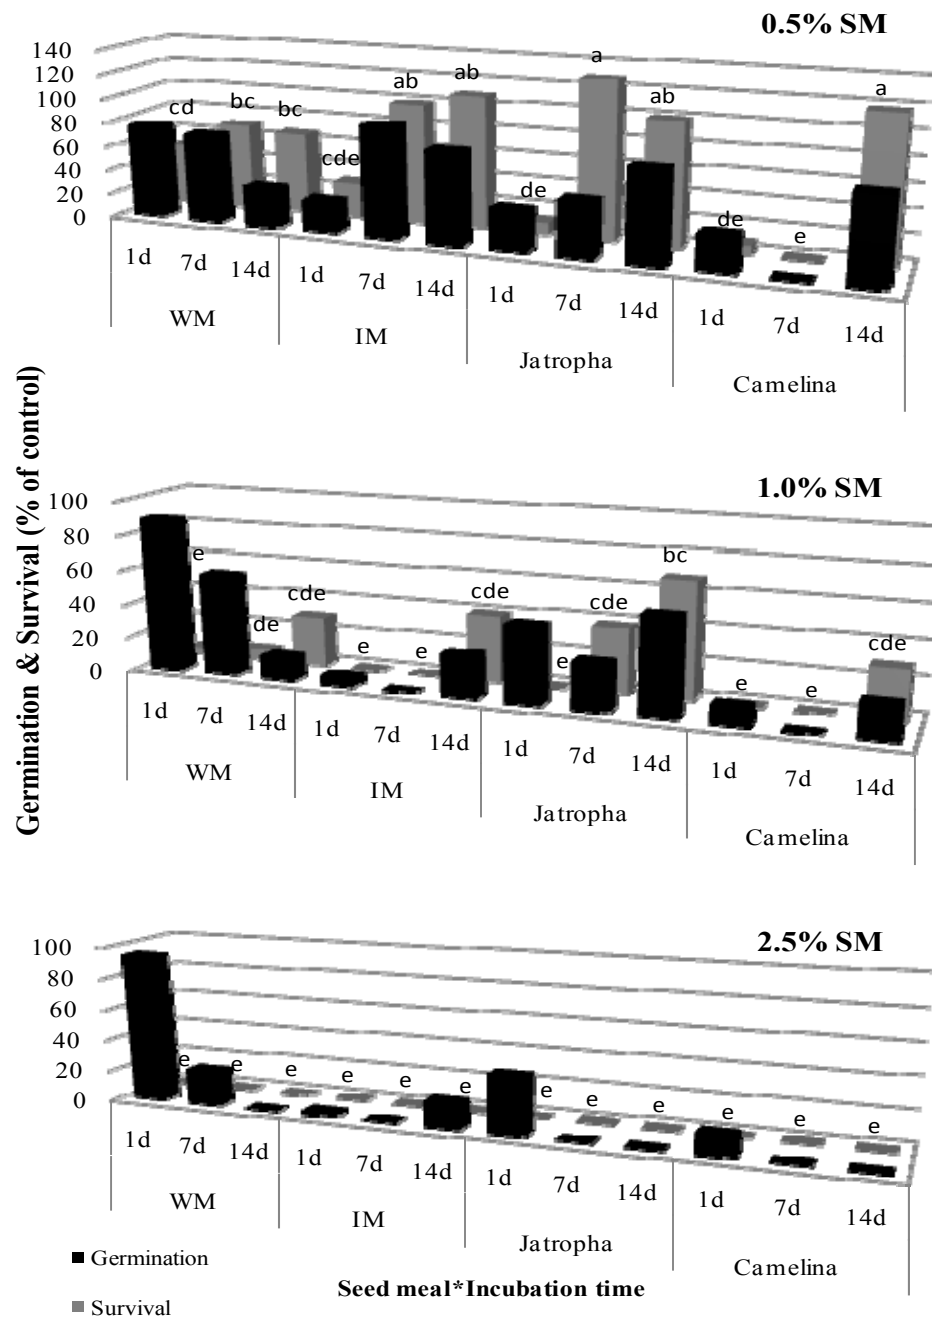 0.5% SM
140
120
100
80
60
40
20
0
cd bc bc cde ab ab de a ab de e a
1d 7d 14d 1d 7d 14d 1d 7d 14d 1d 7d 14d
WM IM Jatropha Camelina
Germination & Survival (% of control)
1.0% SM
100
80
60
40
20
0
e de cde e e cde e cde bc e e cde
1d 7d 14d 1d 7d 14d 1d 7d 14d 1d 7d 14d
WM IM Jatropha Camelina
2.5% SM
100
80
60
40
20
0
e e e e e e e e e e e e
1d 7d 14d 1d 7d 14d 1d 7d 14d 1d 7d 14d
WM IM Jatropha Camelina
Germination
Survival
Seed meal*Incubation time